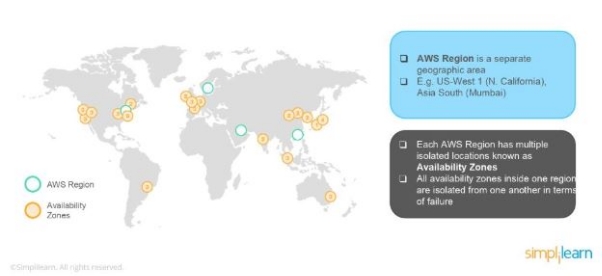 AWS Region is a separate
geographic area
E.g. US-West 1 (N. California),
Asia South (Mumbai)
Each AWS Region has multiple
isolated locations known as
Availability Zones
All availability zones inside one region
are isolated from one another in terms
of failure
AWS Region
Availability
Zones
©Simplilearn. All rights reserved.
simplilearn